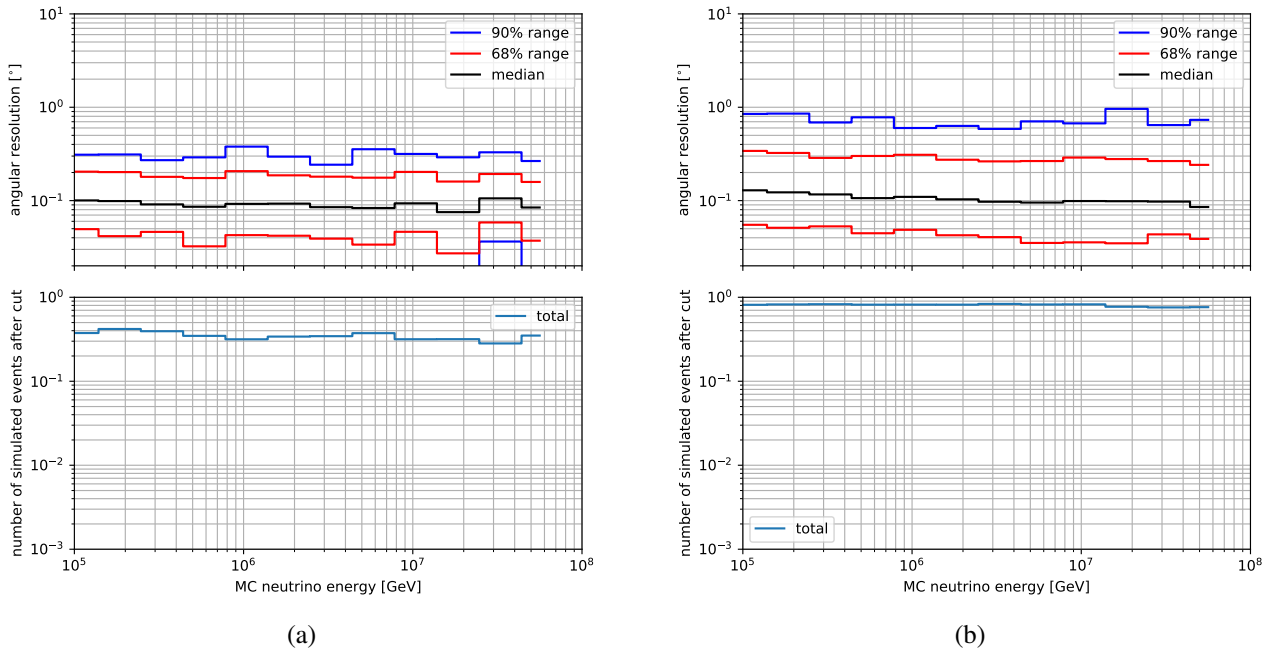 10¹
10⁰
10⁻¹
angular resolution [°]
90% range
68% range
median
10⁰
10⁻¹
10⁻²
10⁻³
number of simulated events after cut
total
10⁵
10⁶
10⁷
10⁸
MC neutrino energy [GeV]
(a)
10¹
10⁰
10⁻¹
angular resolution [°]
90% range
68% range
median
10⁰
10⁻¹
10⁻²
10⁻³
number of simulated events after cut
total
10⁵
10⁶
10⁷
10⁸
MC neutrino energy [GeV]
(b)